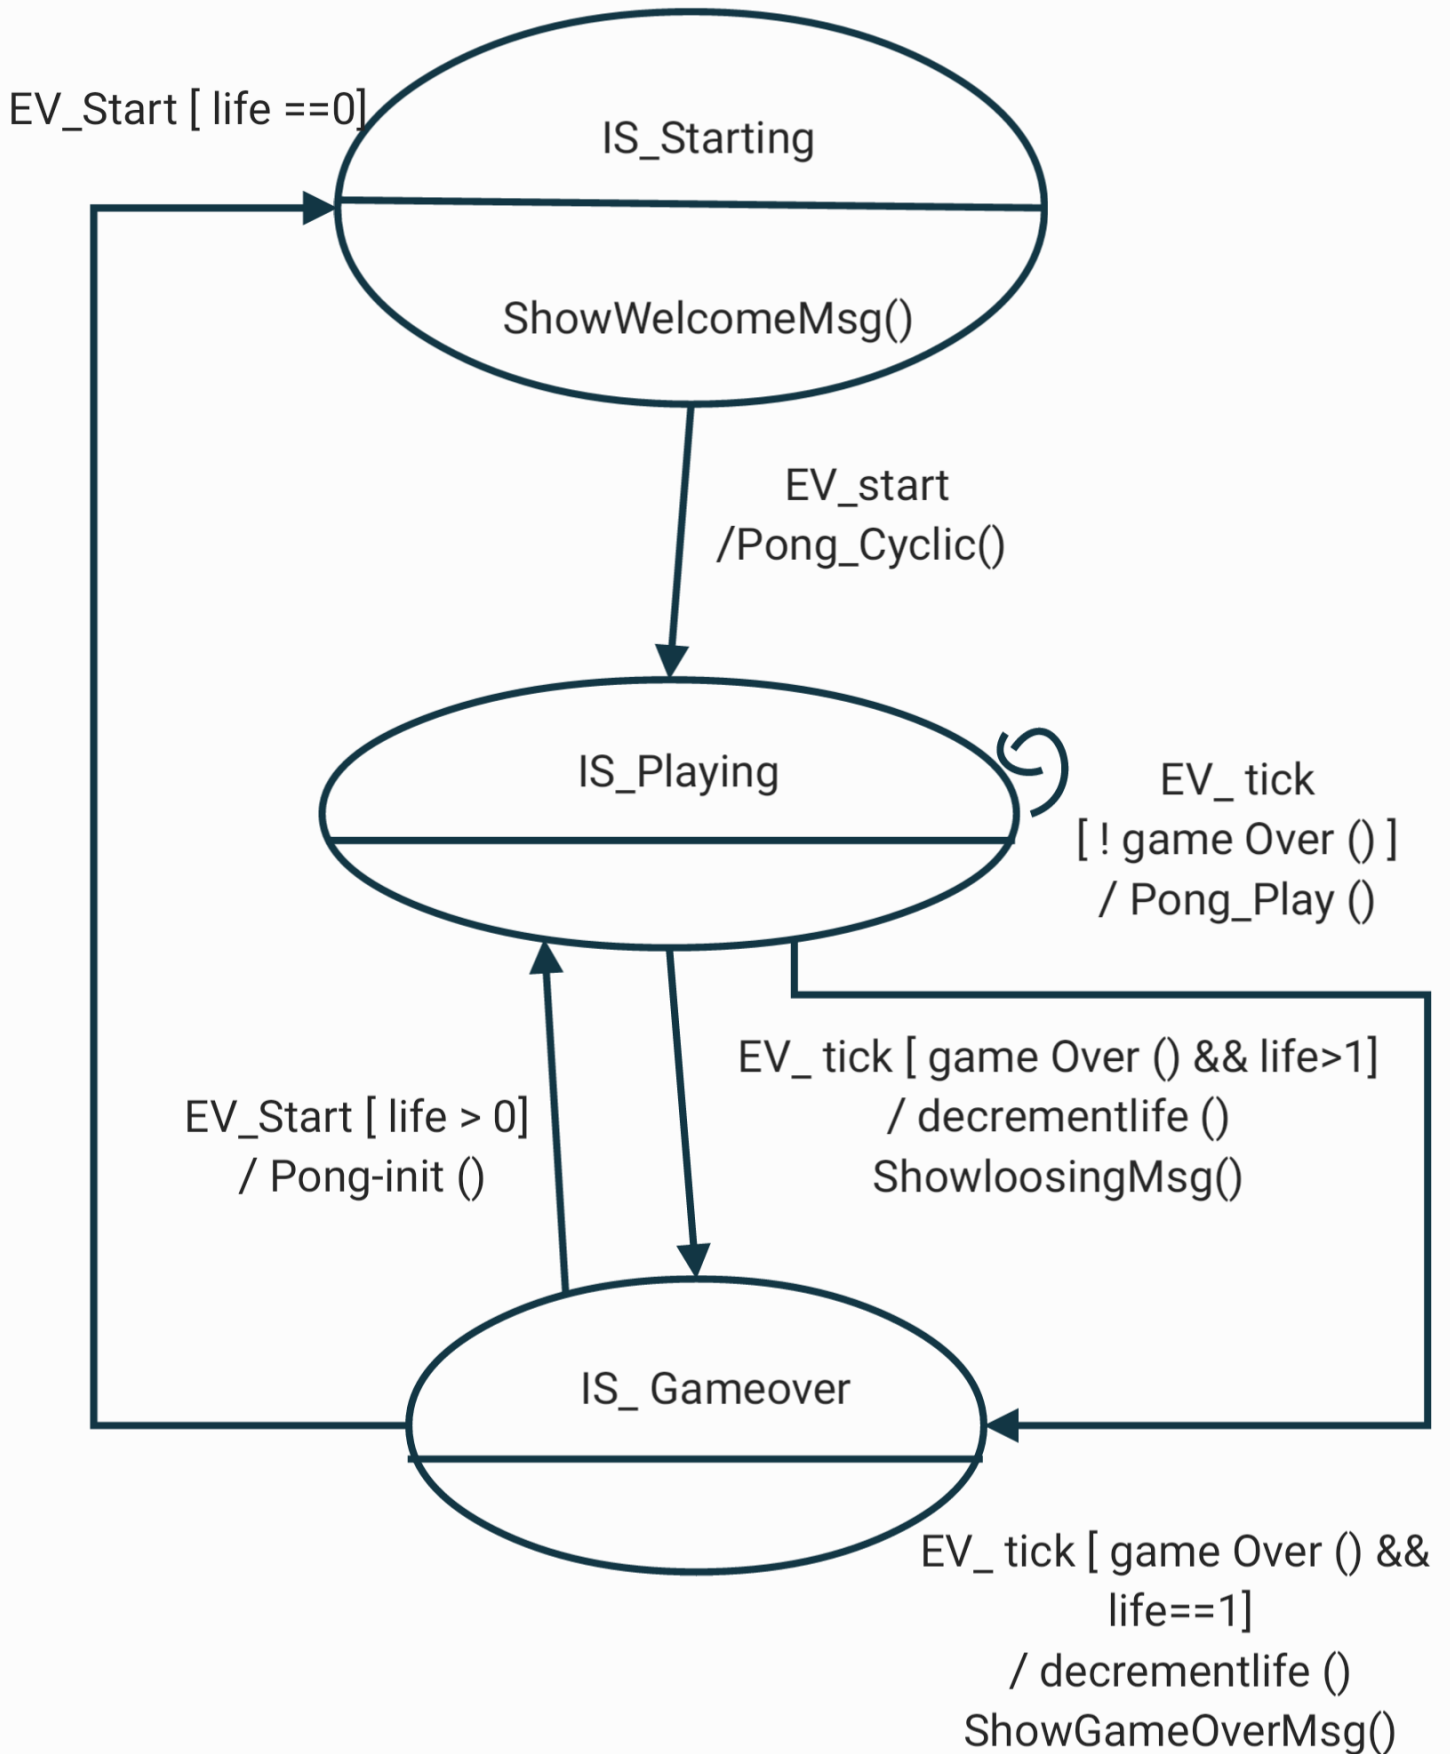 EV_Start [ life ==0]
IS_Starting
ShowWelcomeMsg()
EV_start
/Pong_Cyclic()
IS_Playing
EV_ tick
[ ! game Over () ]
/ Pong_Play ()
EV_ tick [ game Over () && life>1]
/ decrementlife ()
ShowloosingMsg()
EV_Start [ life > 0]
/ Pong-init ()
IS_ Gameover
EV_ tick [ game Over () &&
life==1]
/ decrementlife ()
ShowGameOverMsg()